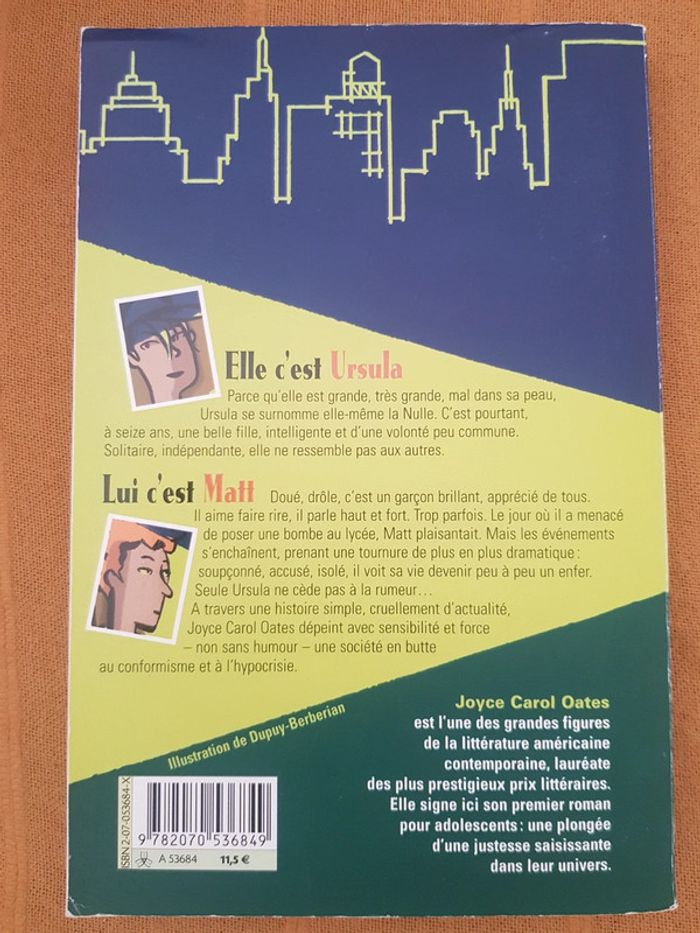 Elle c'est Ursula
Parce qu'elle est grande, très grande, mal dans sa peau,
Ursula se surnomme elle-même la Nulle. C'est pourtant,
à seize ans, une belle fille, intelligente et d'une volonté peu commune.
Solitaire, indépendante, elle ne ressemble pas aux autres.
Lui c'est Matt Doué, drôle, c'est un garçon brillant, apprécié de tous.
Il aime faire rire, il parle haut et fort. Trop parfois. Le jour où il a menacé
de poser une bombe au lycée, Matt plaisantait. Mais les événements
s'enchaînent, prenant une tournure de plus en plus dramatique :
soupçonné, accusé, isolé, il voit sa vie devenir peu à peu un enfer.
Seule Ursula ne cède pas à la rumeur...
A travers une histoire simple, cruellement d'actualité,
Joyce Carol Oates dépeint avec sensibilité et force
– non sans humour – une société en butte
au conformisme et à l'hypocrisie.
Illustration de Dupuy-Berberian
Joyce Carol Oates
est l'une des grandes figures
de la littérature américaine
contemporaine, lauréate
des plus prestigieux prix littéraires.
Elle signe ici son premier roman
pour adolescents : une plongée
d'une justesse saisissante
dans leur univers.
ISBN 2-07-053684-X
9 782070 536849
A 53684 11,5 €